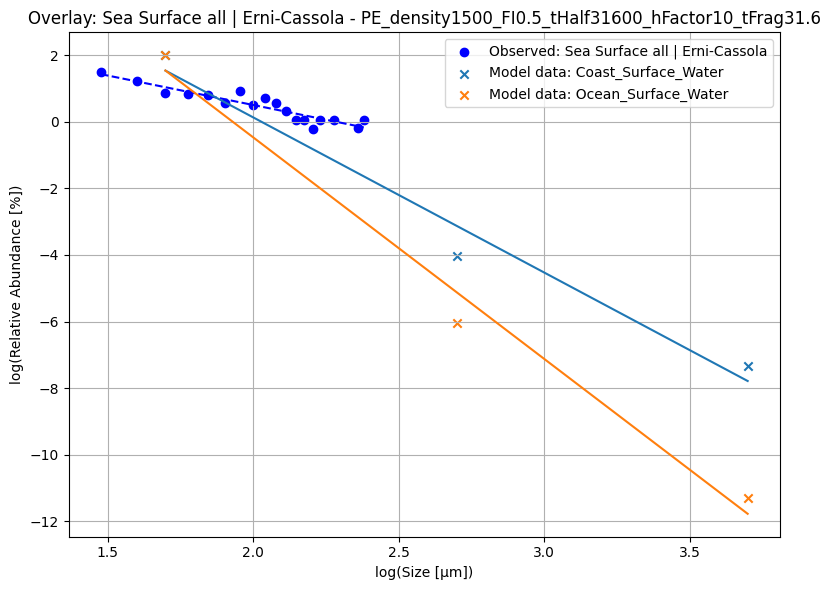 Overlay: Sea Surface all | Erni-Cassola - PE_density1500_FI0.5_tHalf31600_hFactor10_tFrag31.6
Observed: Sea Surface all | Erni-Cassola
Model data: Coast_Surface_Water
Model data: Ocean_Surface_Water
log(Relative Abundance [%])
2
0
−2
−4
−6
−8
−10
−12
1.5
2.0
2.5
3.0
3.5
log(Size [μm])